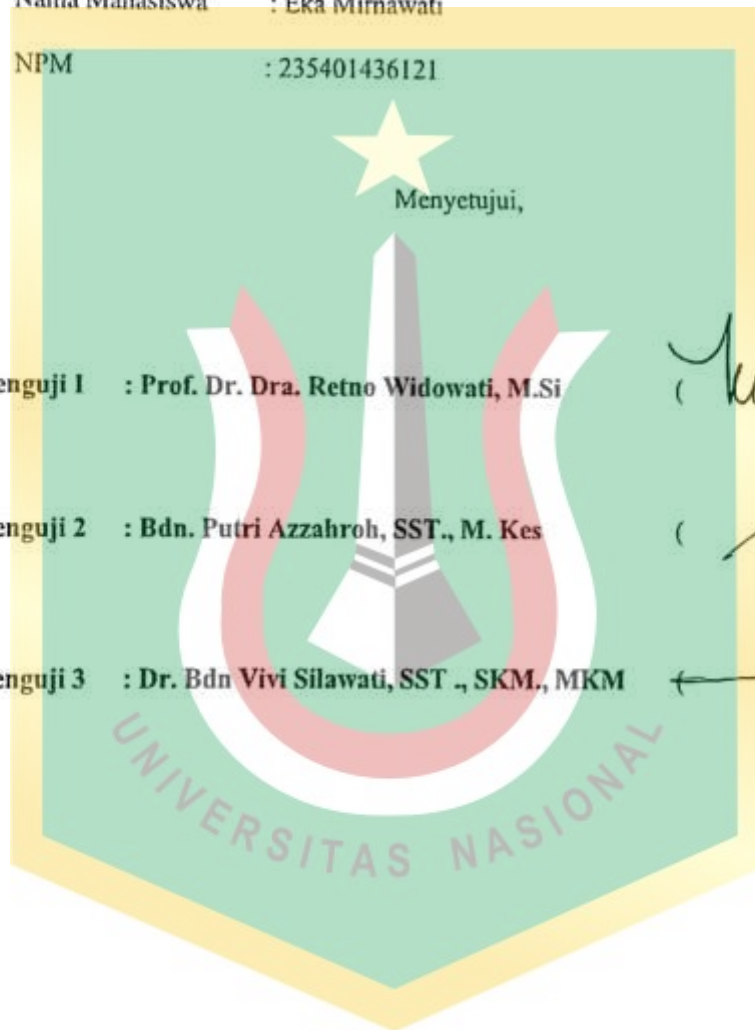 Nama Mahasiswa : Eka Mirnawati
NPM : 235401436121
Menyetujui,
enguji I : Prof. Dr. Dra. Retno Widowati, M.Si (
enguji 2 : Bdn. Putri Azzahroh, SST., M. Kes (
enguji 3 : Dr. Bdn Vivi Silawati, SST ., SKM., MKM (
UNIVERSITAS NASIONAL